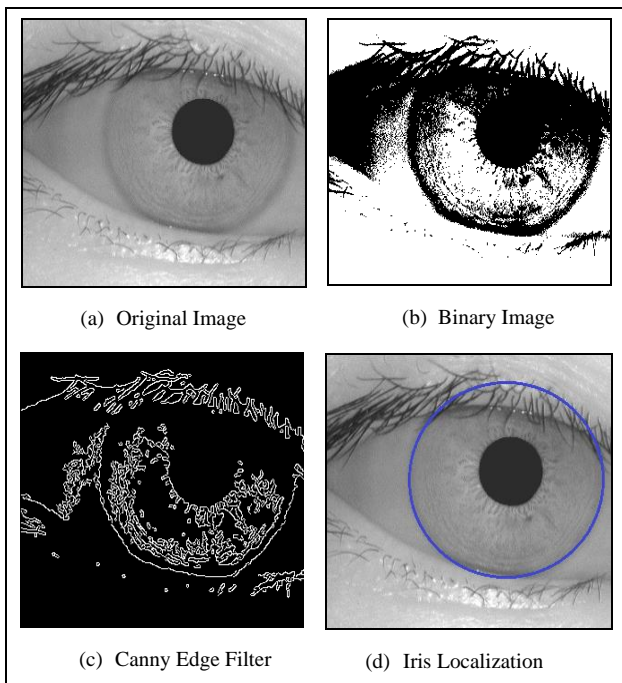 (a) Original Image
(b) Binary Image
(c) Canny Edge Filter
(d) Iris Localization